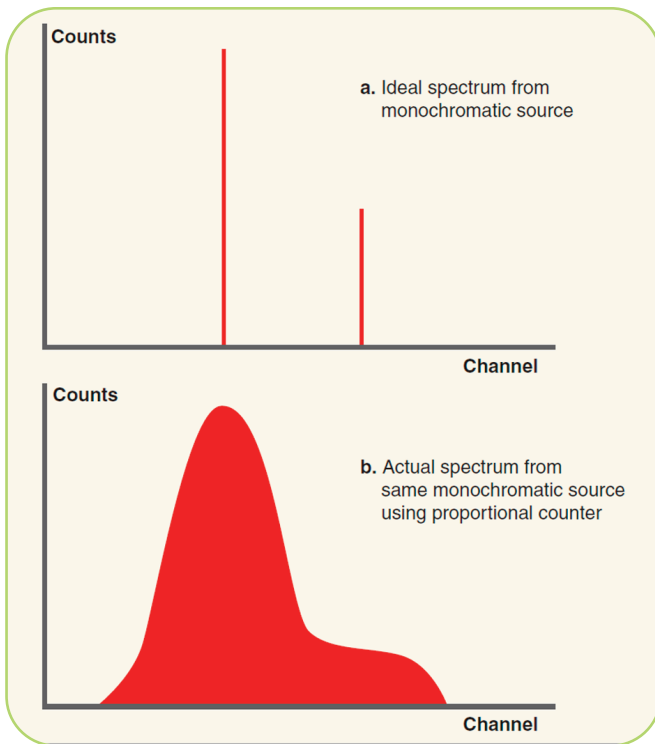 Counts
a. Ideal spectrum from
monochromatic source
Channel
Counts
b. Actual spectrum from
same monochromatic source
using proportional counter
Channel